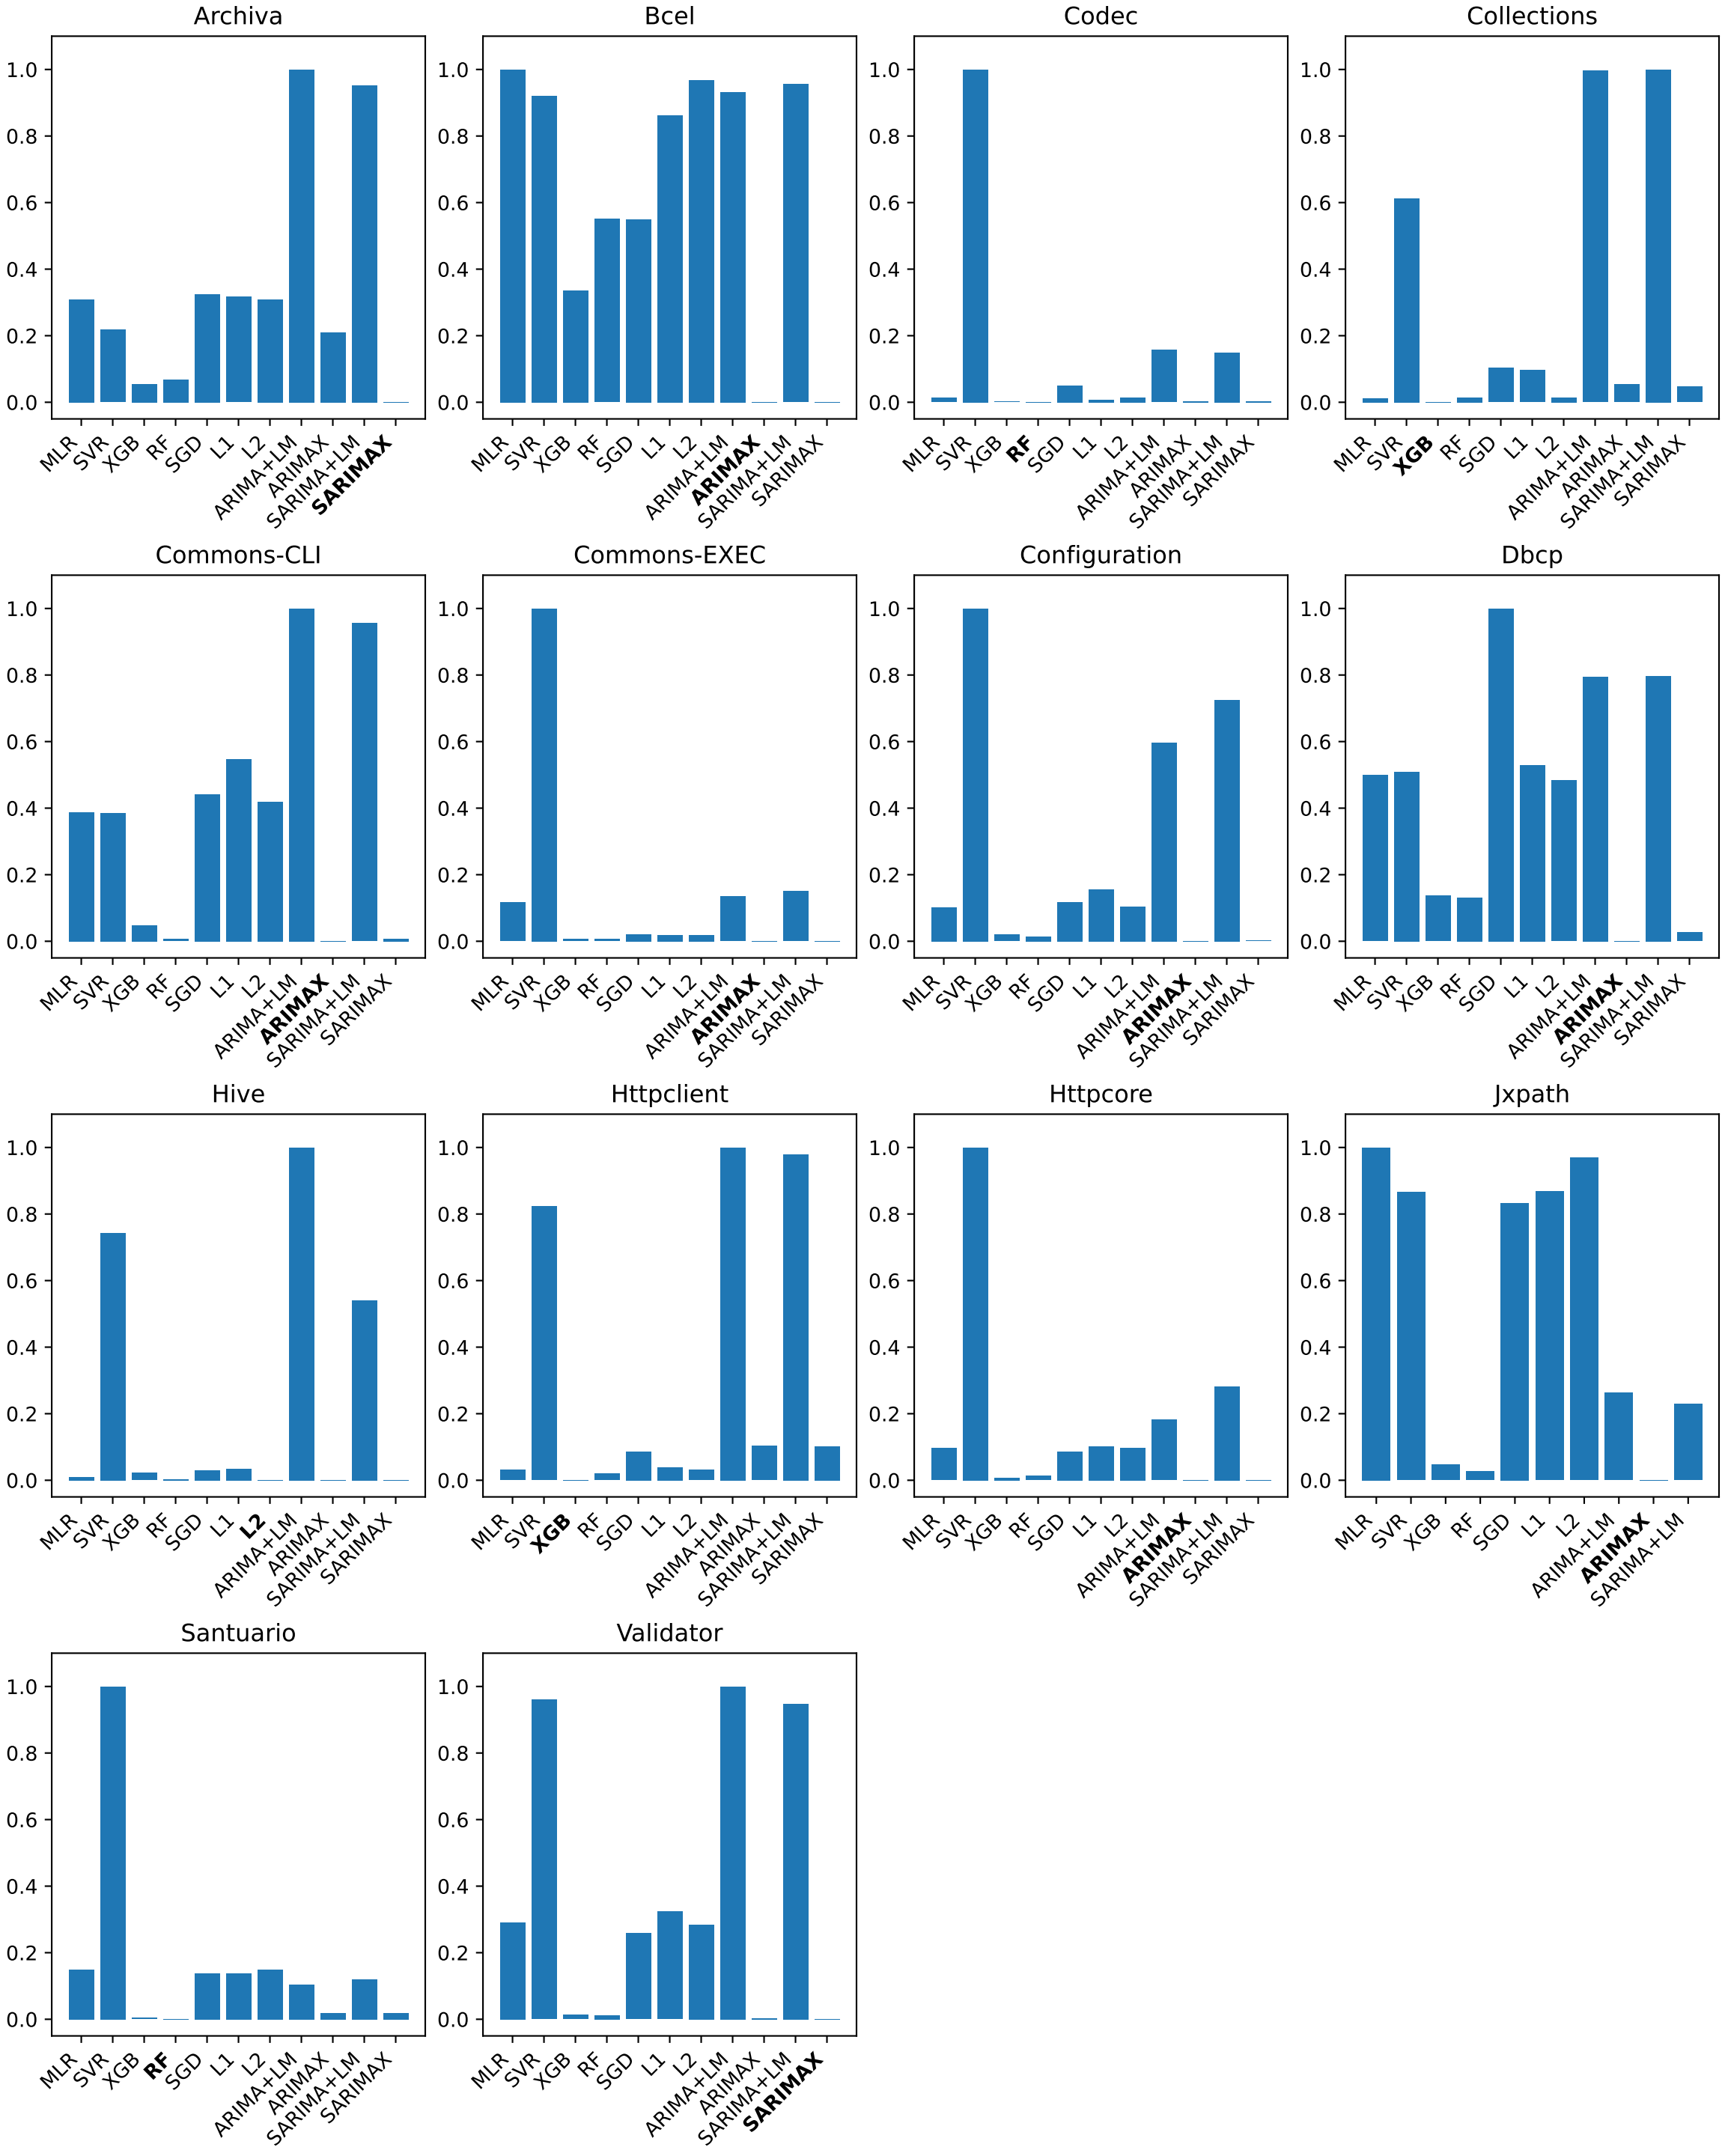 Archiva
1.0
0.8
0.6
0.4
0.2
0.0
MLR
SVR
XGB
RF
SGD
L1
L2
ARIMA+LM
ARIMAX
SARIMA+LM
SARIMAX
Bcel
1.0
0.8
0.6
0.4
0.2
0.0
MLR
SVR
XGB
RF
SGD
L1
L2
ARIMA+LM
ARIMAX
SARIMA+LM
SARIMAX
Codec
1.0
0.8
0.6
0.4
0.2
0.0
MLR
SVR
XGB
RF
SGD
L1
L2
ARIMA+LM
ARIMAX
SARIMA+LM
SARIMAX
Collections
1.0
0.8
0.6
0.4
0.2
0.0
MLR
SVR
XGB
RF
SGD
L1
L2
ARIMA+LM
ARIMAX
SARIMA+LM
SARIMAX
Commons-CLI
1.0
0.8
0.6
0.4
0.2
0.0
MLR
SVR
XGB
RF
SGD
L1
L2
ARIMA+LM
ARIMAX
SARIMA+LM
SARIMAX
Commons-EXEC
1.0
0.8
0.6
0.4
0.2
0.0
MLR
SVR
XGB
RF
SGD
L1
L2
ARIMA+LM
ARIMAX
SARIMA+LM
SARIMAX
Configuration
1.0
0.8
0.6
0.4
0.2
0.0
MLR
SVR
XGB
RF
SGD
L1
L2
ARIMA+LM
ARIMAX
SARIMA+LM
SARIMAX
Dbcp
1.0
0.8
0.6
0.4
0.2
0.0
MLR
SVR
XGB
RF
SGD
L1
L2
ARIMA+LM
ARIMAX
SARIMA+LM
SARIMAX
Hive
1.0
0.8
0.6
0.4
0.2
0.0
MLR
SVR
XGB
RF
SGD
L1
L2
ARIMA+LM
ARIMAX
SARIMA+LM
SARIMAX
Httpclient
1.0
0.8
0.6
0.4
0.2
0.0
MLR
SVR
XGB
RF
SGD
L1
L2
ARIMA+LM
ARIMAX
SARIMA+LM
SARIMAX
Httpcore
1.0
0.8
0.6
0.4
0.2
0.0
MLR
SVR
XGB
RF
SGD
L1
L2
ARIMA+LM
ARIMAX
SARIMA+LM
SARIMAX
Jxpath
1.0
0.8
0.6
0.4
0.2
0.0
MLR
SVR
XGB
RF
SGD
L1
L2
ARIMA+LM
ARIMAX
SARIMA+LM
Santuario
1.0
0.8
0.6
0.4
0.2
0.0
MLR
SVR
XGB
RF
SGD
L1
L2
ARIMA+LM
ARIMAX
SARIMA+LM
SARIMAX
Validator
1.0
0.8
0.6
0.4
0.2
0.0
MLR
SVR
XGB
RF
SGD
L1
L2
ARIMA+LM
ARIMAX
SARIMA+LM
SARIMAX